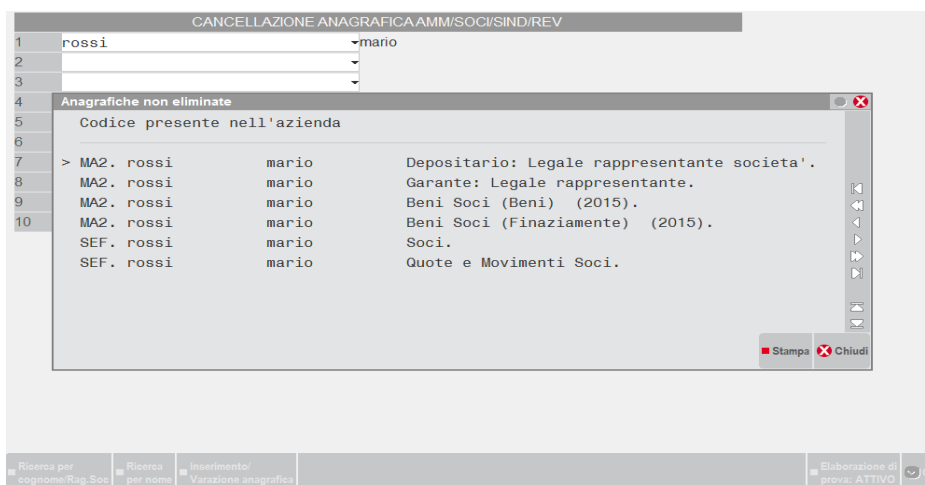 CANCELLAZIONE ANAGRAFICA AMM/SOCI/SIND/REV
1 rossi mario
2
3
4 Anagrafiche non eliminate
5 Codice presente nell'azienda
6
7 > MA2. rossi mario Depositario: Legale rappresentante societa'.
8 MA2. rossi mario Garante: Legale rappresentante.
9 MA2. rossi mario Beni Soci (Beni) (2015).
10 MA2. rossi mario Beni Soci (Finaziamente) (2015).
SEF. rossi mario Soci.
SEF. rossi mario Quote e Movimenti Soci.
Stampa Chiudi
Ricerca per cognome/Rag.Soc
Ricerca per nome
Inserimento/ Varazione anagrafica
Elaborazione di prova: ATTIVO